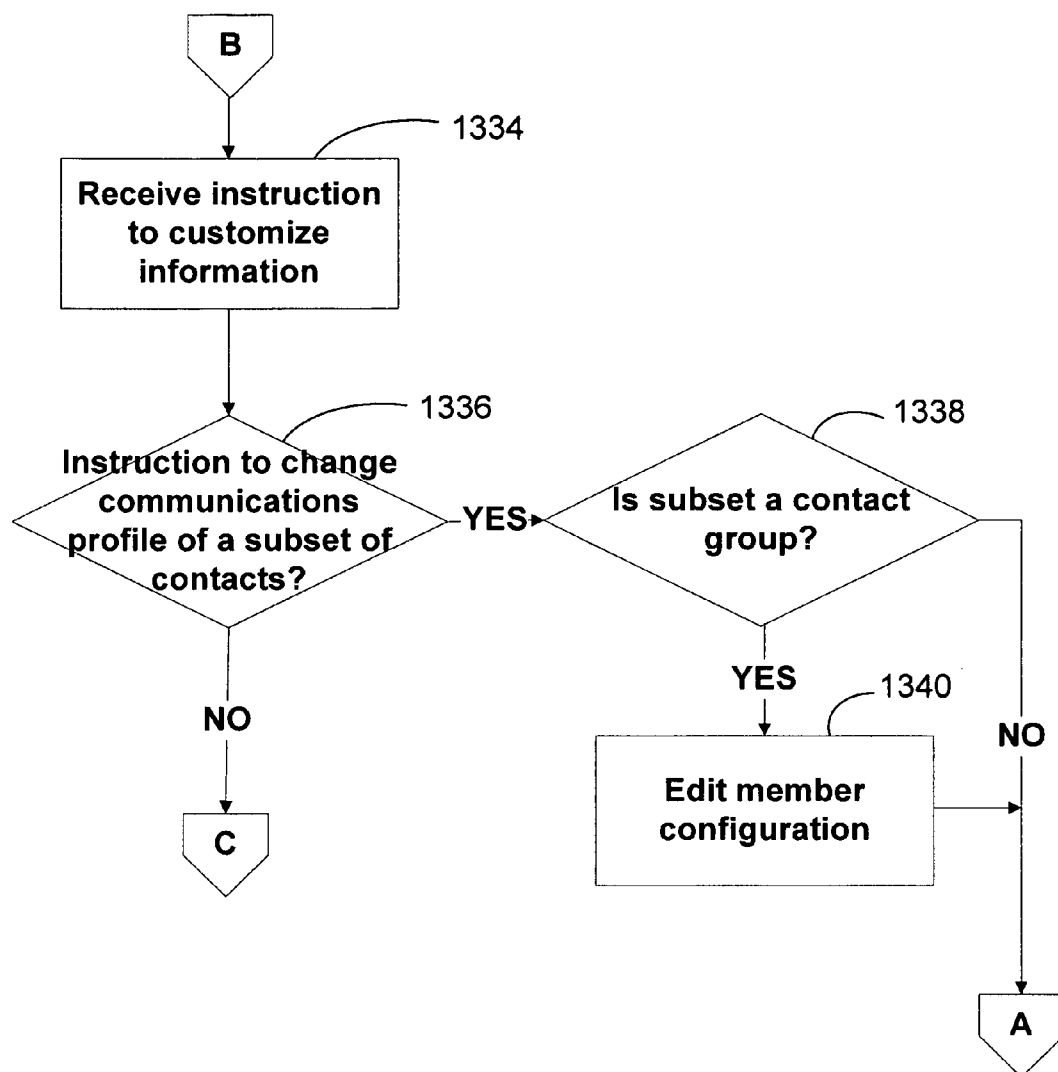 B
1334
Receive instruction
to customize
information
1336
Instruction to change
communications
profile of a subset of
contacts?
YES
1338
Is subset a contact
group?
YES
NO
1340
Edit member
configuration
NO
C
A